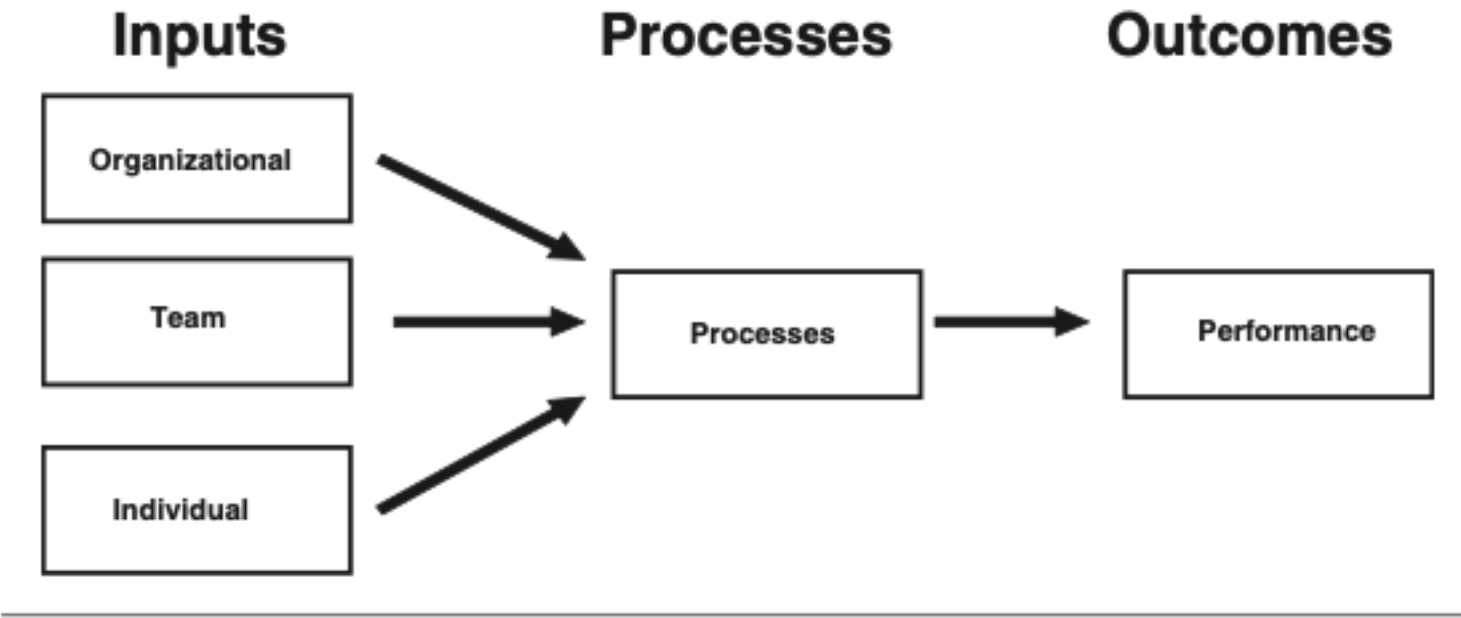 Inputs
Processes
Outcomes
Organizational
Team
Individual
Processes
Performance